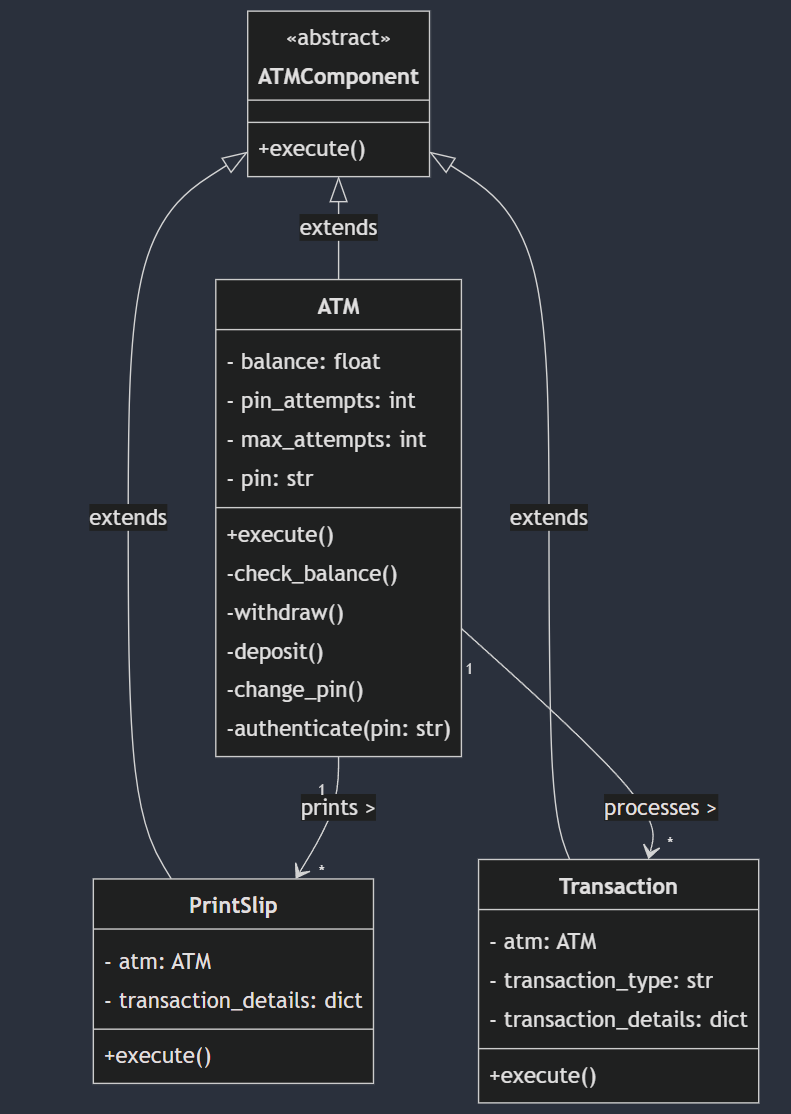 «abstract»
ATMComponent
+execute()
extends
ATM
- balance: float
- pin_attempts: int
- max_attempts: int
- pin: str
+execute()
-check_balance()
-withdraw()
-deposit()
-change_pin()
-authenticate(pin: str)
extends
extends
1
1
prints >
processes >
*
*
PrintSlip
- atm: ATM
- transaction_details: dict
+execute()
Transaction
- atm: ATM
- transaction_type: str
- transaction_details: dict
+execute()